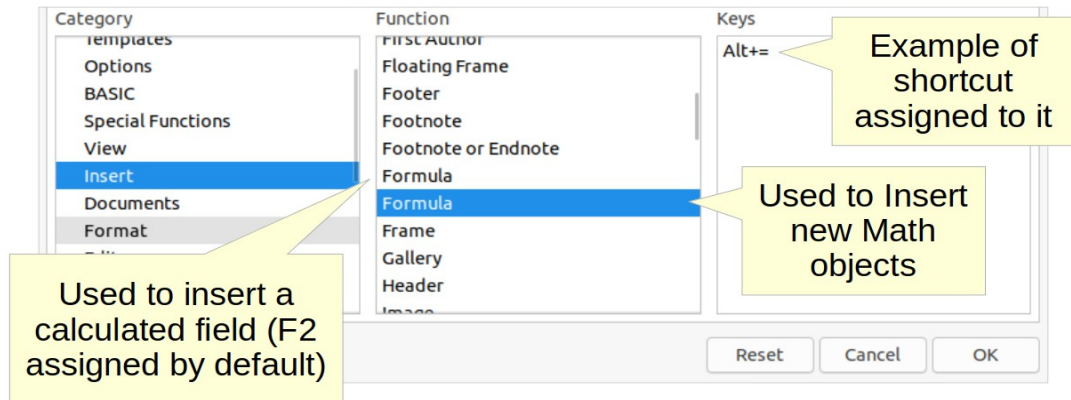 Category
Function
Keys
Templates
Options
BASIC
Special Functions
View
Insert
Documents
Format
First Author
Floating Frame
Footer
Footnote
Footnote or Endnote
Formula
Formula
Frame
Gallery
Header
Image
Alt+=
Example of
shortcut
assigned to it
Used to Insert
new Math
objects
Used to insert a
calculated field (F2
assigned by default)
Reset
Cancel
OK